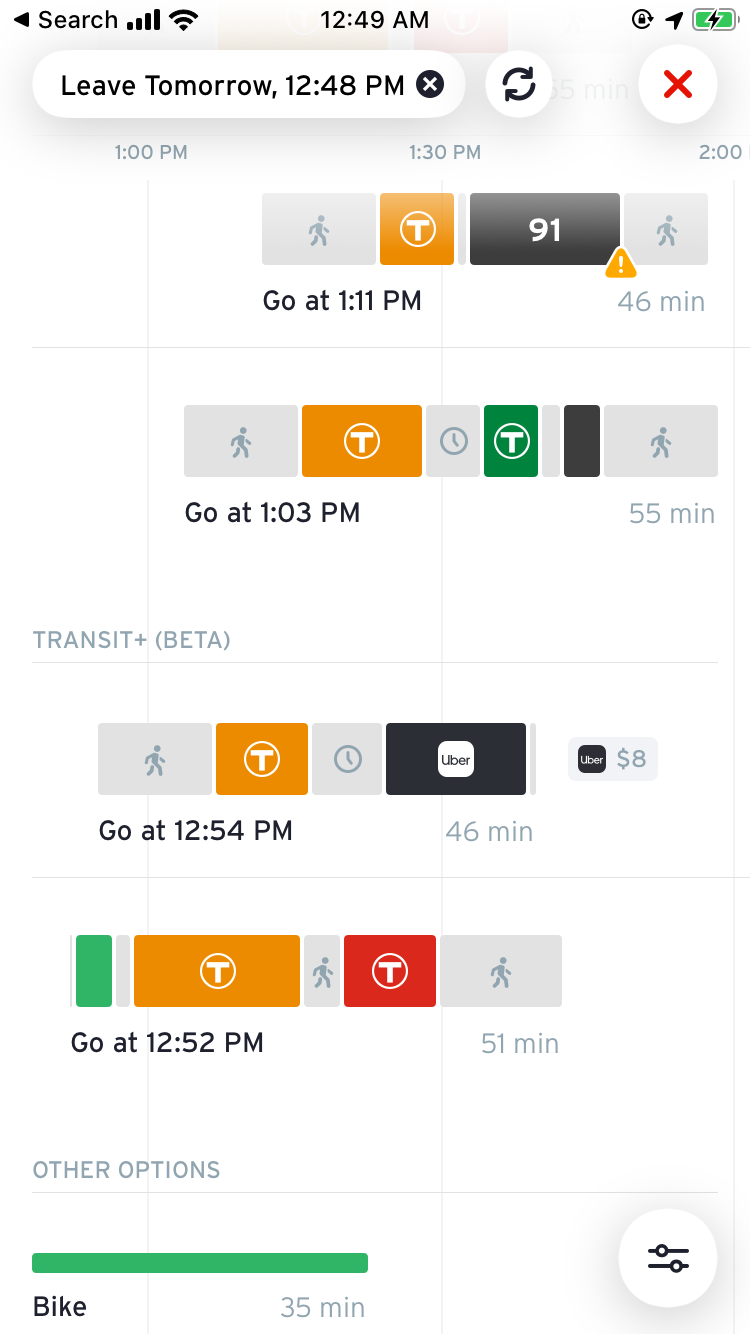 Search 12:49 AM
Leave Tomorrow, 12:48 PM
55 min
1:00 PM 1:30 PM 2:00
T 91
Go at 1:11 PM 46 min
T T
Go at 1:03 PM 55 min
TRANSIT+ (BETA)
T Uber Uber $8
Go at 12:54 PM 46 min
T T
Go at 12:52 PM 51 min
OTHER OPTIONS
Bike 35 min